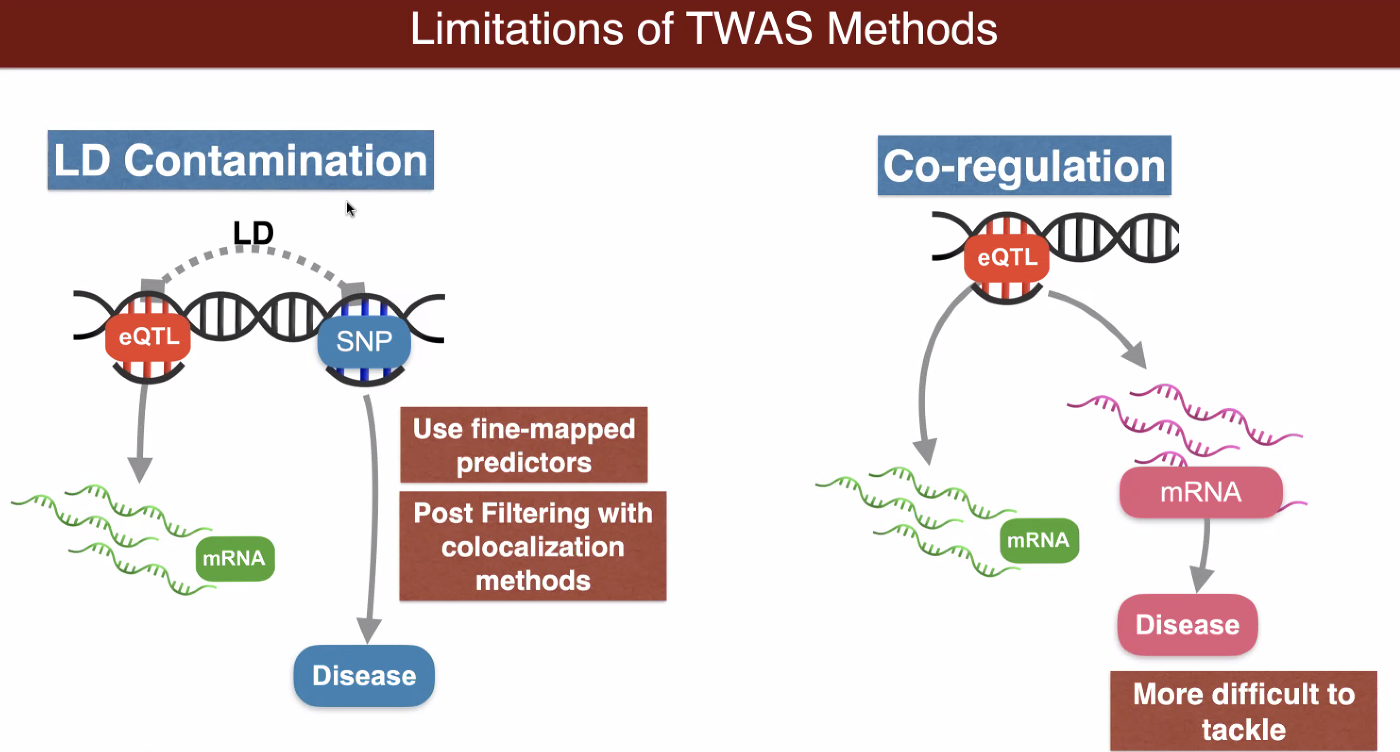 Limitations of TWAS Methods
LD Contamination
LD
eQTL
SNP
Use fine-mapped
predictors
Post Filtering with
colocalization
methods
mRNA
Disease
Co-regulation
eQTL
mRNA
mRNA
Disease
More difficult to
tackle